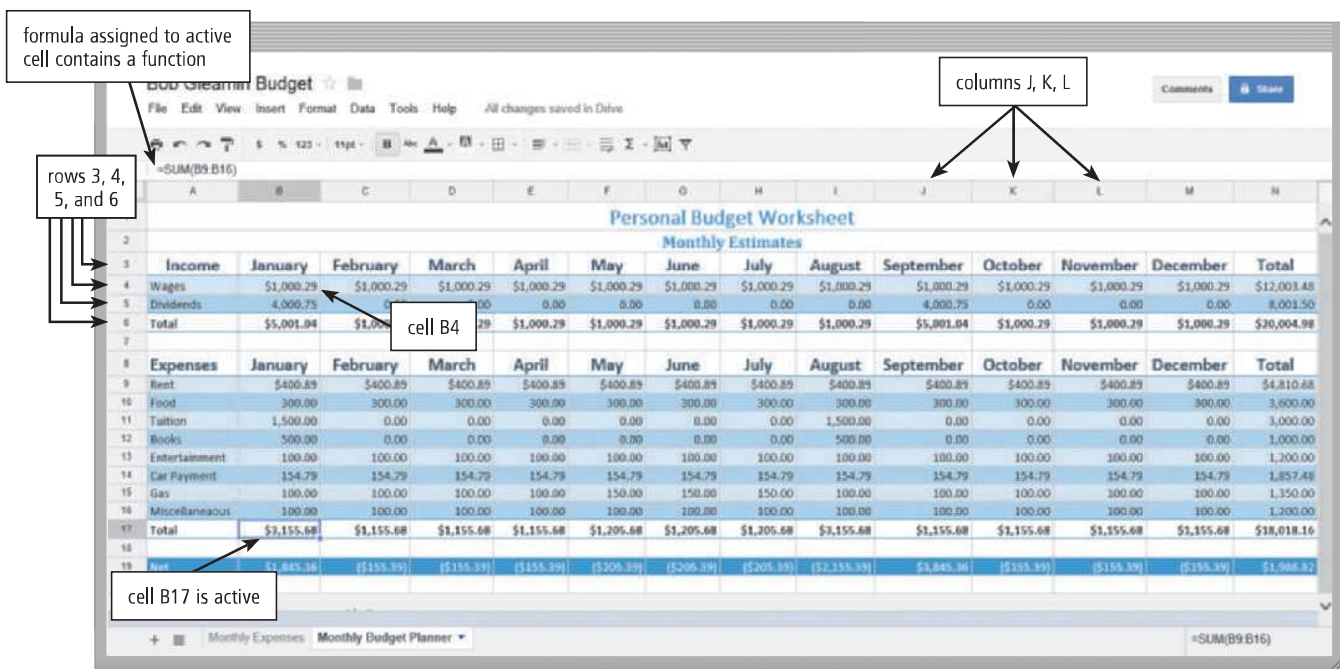 formula assigned to active
cell contains a function
Budget
columns J, K, L
Comments
Share
File Edit View Insert Format Data Tools Help All changes saved in Drive
$ % 123 11pt B Abc A Σ
=SUM(B9:B16)
rows 3, 4,
5, and 6
A B C D E F G H I J K L M N
Personal Budget Worksheet
2 Monthly Estimates
3 Income January February March April May June July August September October November December Total
4 Wages $1,000.29 $1,000.29 $1,000.29 $1,000.29 $1,000.29 $1,000.29 $1,000.29 $1,000.29 $1,000.29 $1,000.29 $1,000.29 $1,000.29 $12,003.48
5 Dividends 4,000.75 0.00 0.00 0.00 0.00 0.00 4,000.75 0.00 0.00 0.00 8,001.50
cell B4
6 Total $5,001.04 $1,000.29 $1,000.29 $1,000.29 $1,000.29 $1,000.29 $5,001.04 $1,000.29 $1,000.29 $1,000.29 $20,004.98
7
8 Expenses January February March April May June July August September October November December Total
9 Rent $400.89 $400.89 $400.89 $400.89 $400.89 $400.89 $400.89 $400.89 $400.89 $400.89 $400.89 $400.89 $4,810.68
10 Food 300.00 300.00 300.00 300.00 300.00 300.00 300.00 300.00 300.00 300.00 300.00 300.00 3,600.00
11 Tuition 1,500.00 0.00 0.00 0.00 0.00 0.00 0.00 1,500.00 0.00 0.00 0.00 0.00 3,000.00
12 Books 500.00 0.00 0.00 0.00 0.00 0.00 0.00 500.00 0.00 0.00 0.00 0.00 1,000.00
13 Entertainment 100.00 100.00 100.00 100.00 100.00 100.00 100.00 100.00 100.00 100.00 100.00 100.00 1,200.00
14 Car Payment 154.79 154.79 154.79 154.79 154.79 154.79 154.79 154.79 154.79 154.79 154.79 154.79 1,857.48
15 Gas 100.00 100.00 100.00 100.00 150.00 150.00 150.00 100.00 100.00 100.00 100.00 100.00 1,350.00
16 Miscellaneaous 100.00 100.00 100.00 100.00 100.00 100.00 100.00 100.00 100.00 100.00 100.00 100.00 1,200.00
17 Total $3,155.68 $1,155.68 $1,155.68 $1,155.68 $1,205.68 $1,205.68 $1,205.68 $3,155.68 $1,155.68 $1,155.68 $1,155.68 $1,155.68 $18,018.16
18
19 Net $1,845.36 ($155.39) ($155.39) ($155.39) ($205.39) ($205.39) ($205.39) ($2,155.39) $3,845.36 ($155.39) ($155.39) ($155.39) $1,986.82
cell B17 is active
+ Monthly Expenses Monthly Budget Planner =SUM(B9:B16)